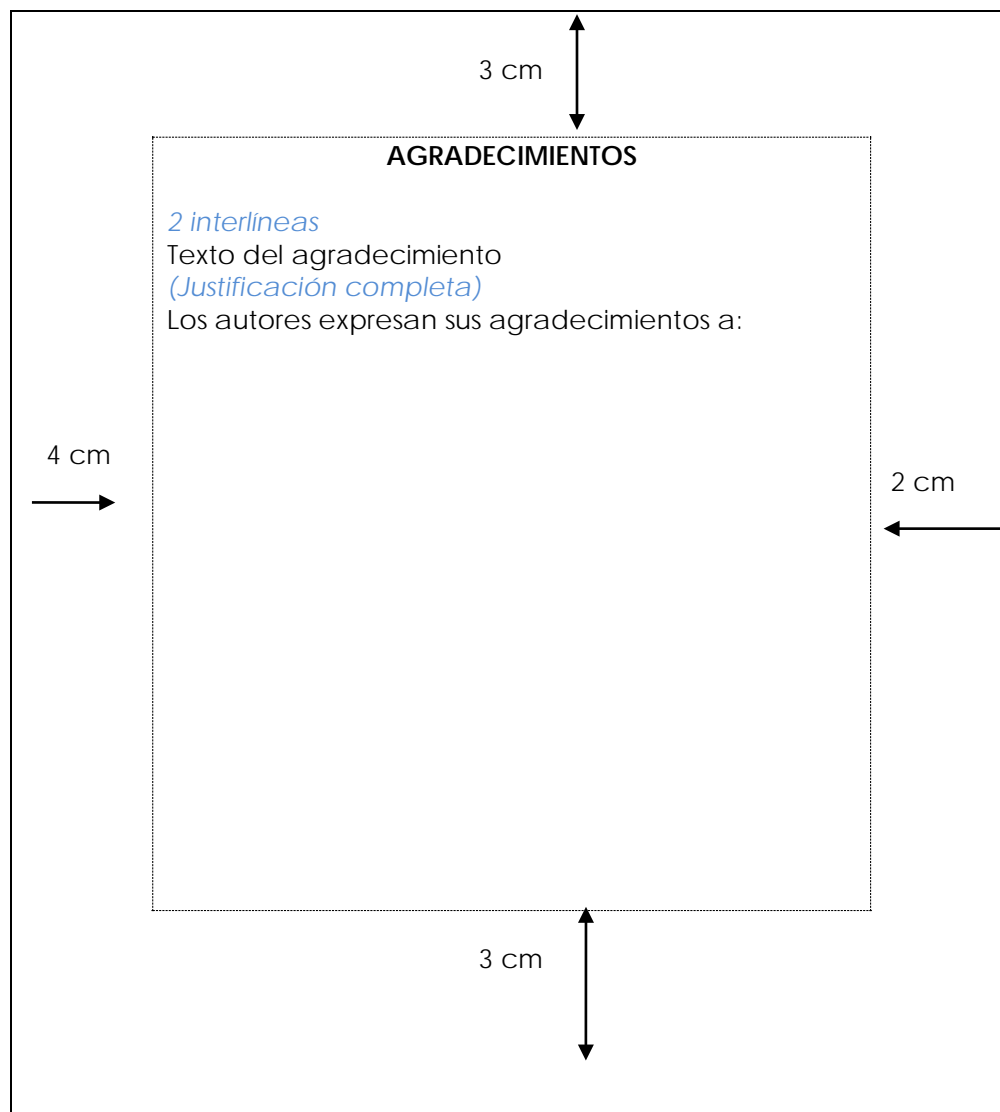 3 cm
AGRADECIMIENTOS
2 interlíneas
Texto del agradecimiento
(Justificación completa)
Los autores expresan sus agradecimientos a:
4 cm
2 cm
3 cm